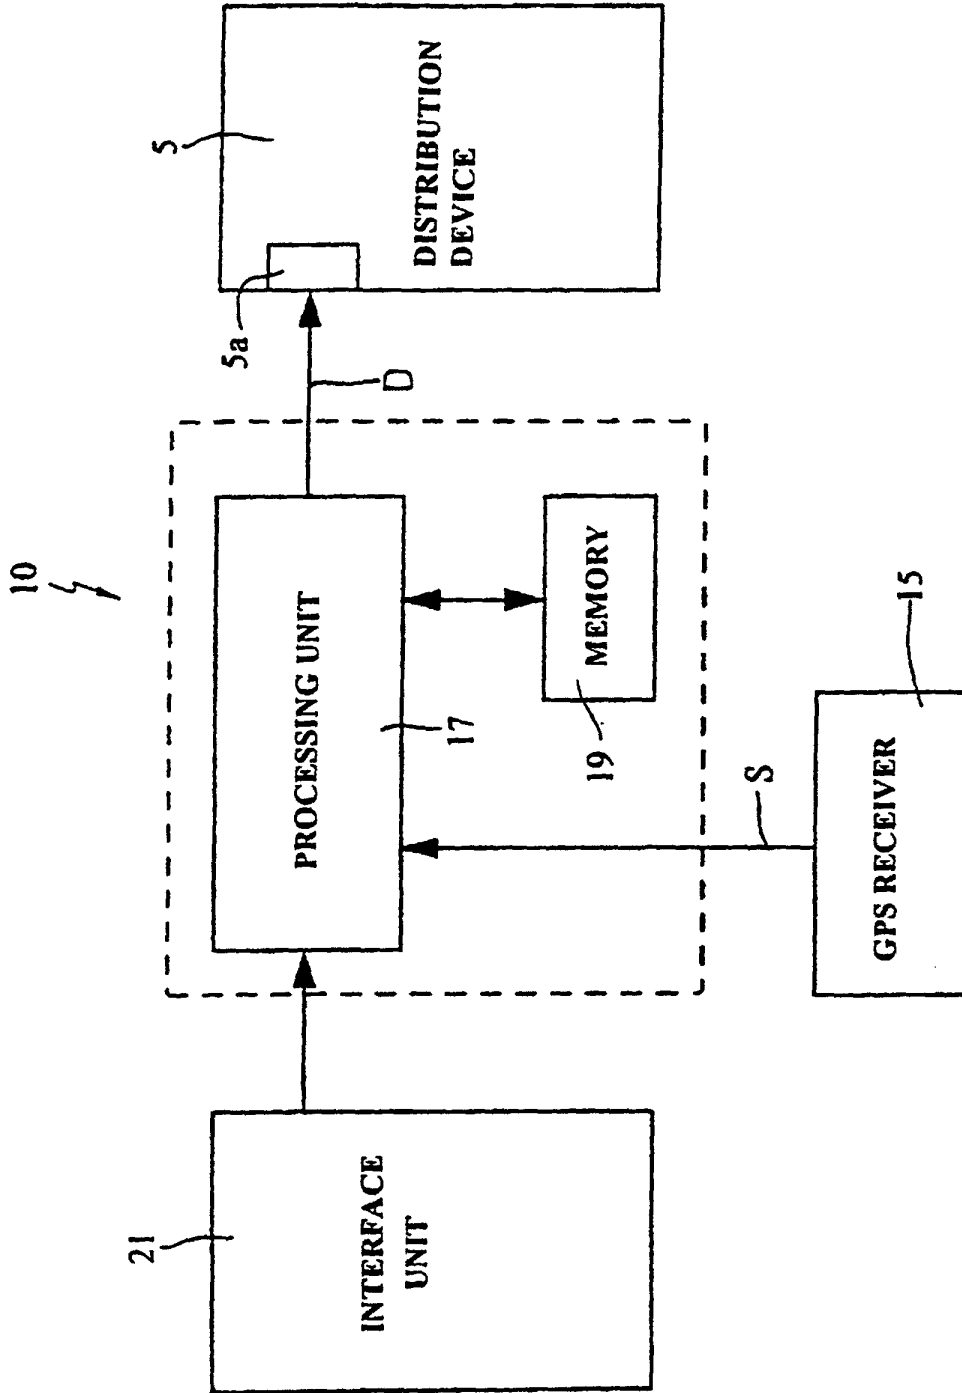 10
21
INTERFACE
UNIT
PROCESSING UNIT
17
19
MEMORY
S
GPS RECEIVER
15
D
5a
5
DISTRIBUTION
DEVICE